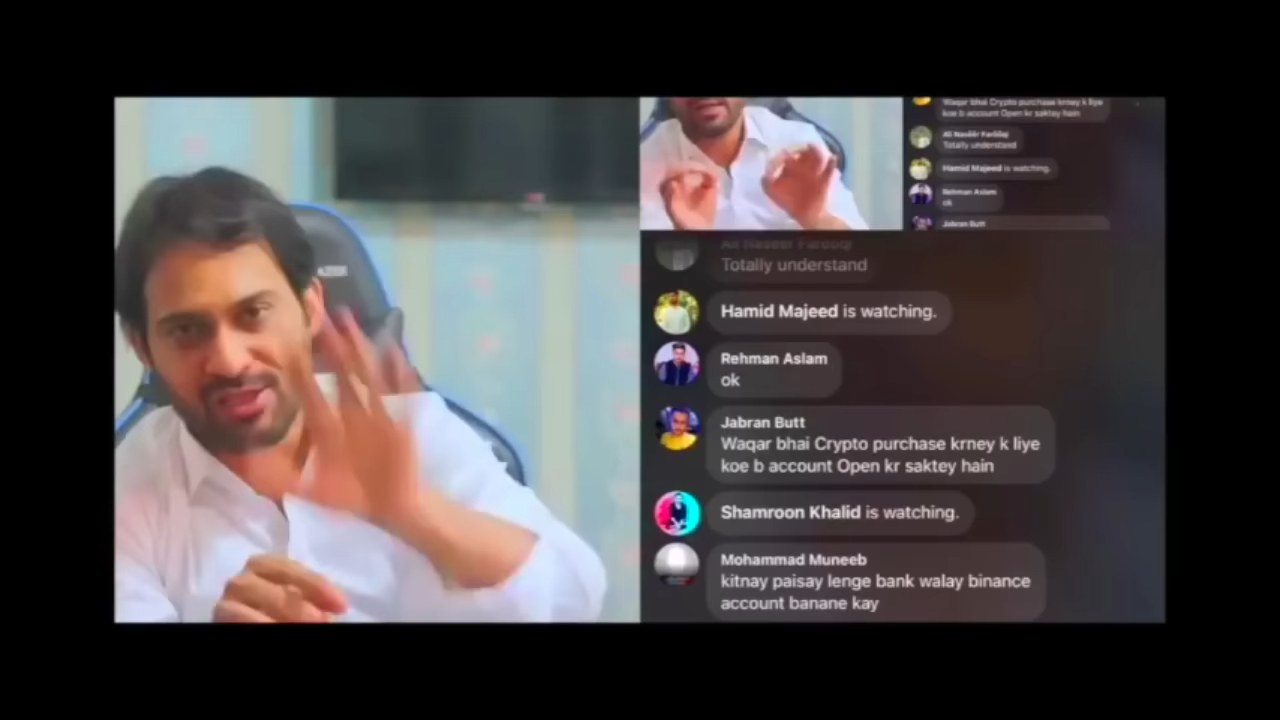 Waqar bhai Crypto purchase krney k liye
koe b account Open kr saktey hain
Ali Naseer Farooqi
Totally understand
Hamid Majeed is watching.
Rehman Aslam
ok
Jabran Butt
Ali Naseer Farooqi
Totally understand
Hamid Majeed is watching.
Rehman Aslam
ok
Jabran Butt
Waqar bhai Crypto purchase krney k liye
koe b account Open kr saktey hain
Shamroon Khalid is watching.
Mohammad Muneeb
kitnay paisay lenge bank walay binance
account banane kay